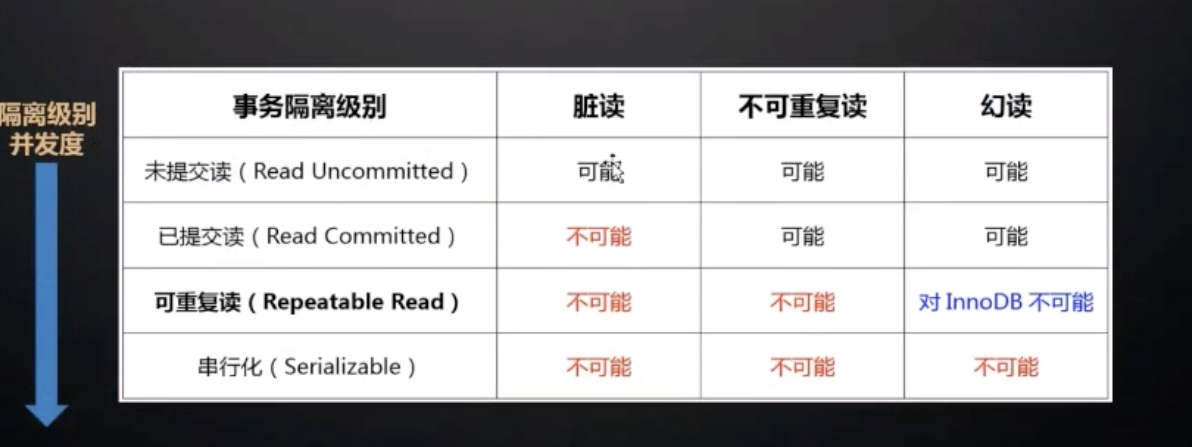 隔离级别
并发度
事务隔离级别 脏读 不可重复读 幻读
未提交读（Read Uncommitted） 可能 可能 可能
已提交读（Read Committed） 不可能 可能 可能
可重复读（Repeatable Read） 不可能 不可能 对 InnoDB 不可能
串行化（Serializable） 不可能 不可能 不可能